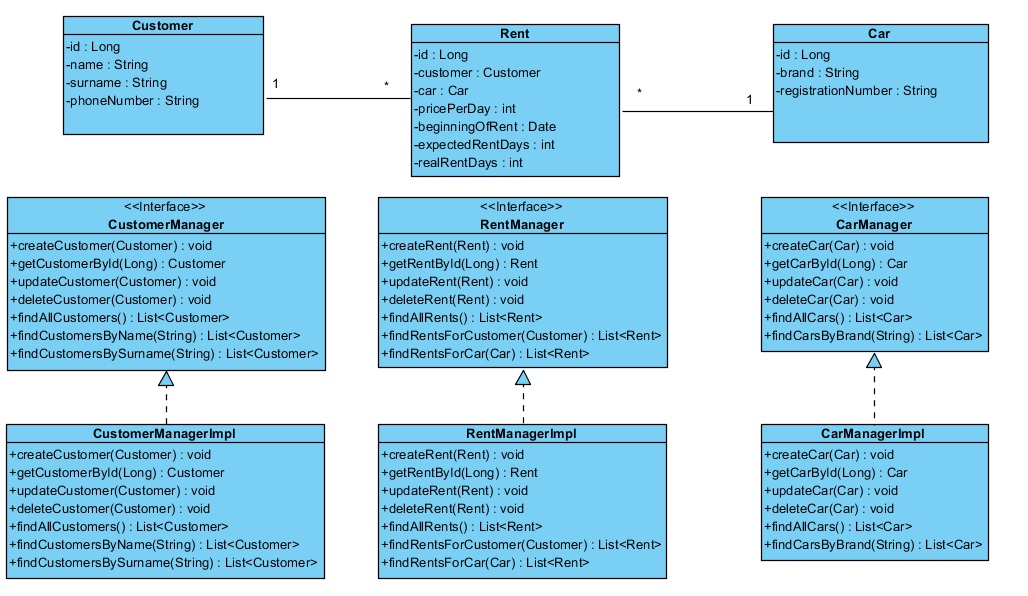 Customer
-id : Long
-name : String
-surname : String
-phoneNumber : String
1
*
Rent
-id : Long
-customer : Customer
-car : Car
-pricePerDay : int
-beginningOfRent : Date
-expectedRentDays : int
-realRentDays : int
*
1
Car
-id : Long
-brand : String
-registrationNumber : String
<<Interface>>
CustomerManager
+createCustomer(Customer) : void
+getCustomerById(Long) : Customer
+updateCustomer(Customer) : void
+deleteCustomer(Customer) : void
+findAllCustomers() : List<Customer>
+findCustomersByName(String) : List<Customer>
+findCustomersBySurname(String) : List<Customer>
<<Interface>>
RentManager
+createRent(Rent) : void
+getRentById(Long) : Rent
+updateRent(Rent) : void
+deleteRent(Rent) : void
+findAllRents() : List<Rent>
+findRentsForCustomer(Customer) : List<Rent>
+findRentsForCar(Car) : List<Rent>
<<Interface>>
CarManager
+createCar(Car) : void
+getCarById(Long) : Car
+updateCar(Car) : void
+deleteCar(Car) : void
+findAllCars() : List<Car>
+findCarsByBrand(String) : List<Car>
CustomerManagerImpl
+createCustomer(Customer) : void
+getCustomerById(Long) : Customer
+updateCustomer(Customer) : void
+deleteCustomer(Customer) : void
+findAllCustomers() : List<Customer>
+findCustomersByName(String) : List<Customer>
+findCustomersBySurname(String) : List<Customer>
RentManagerImpl
+createRent(Rent) : void
+getRentById(Long) : Rent
+updateRent(Rent) : void
+deleteRent(Rent) : void
+findAllRents() : List<Rent>
+findRentsForCustomer(Customer) : List<Rent>
+findRentsForCar(Car) : List<Rent>
CarManagerImpl
+createCar(Car) : void
+getCarById(Long) : Car
+updateCar(Car) : void
+deleteCar(Car) : void
+findAllCars() : List<Car>
+findCarsByBrand(String) : List<Car>